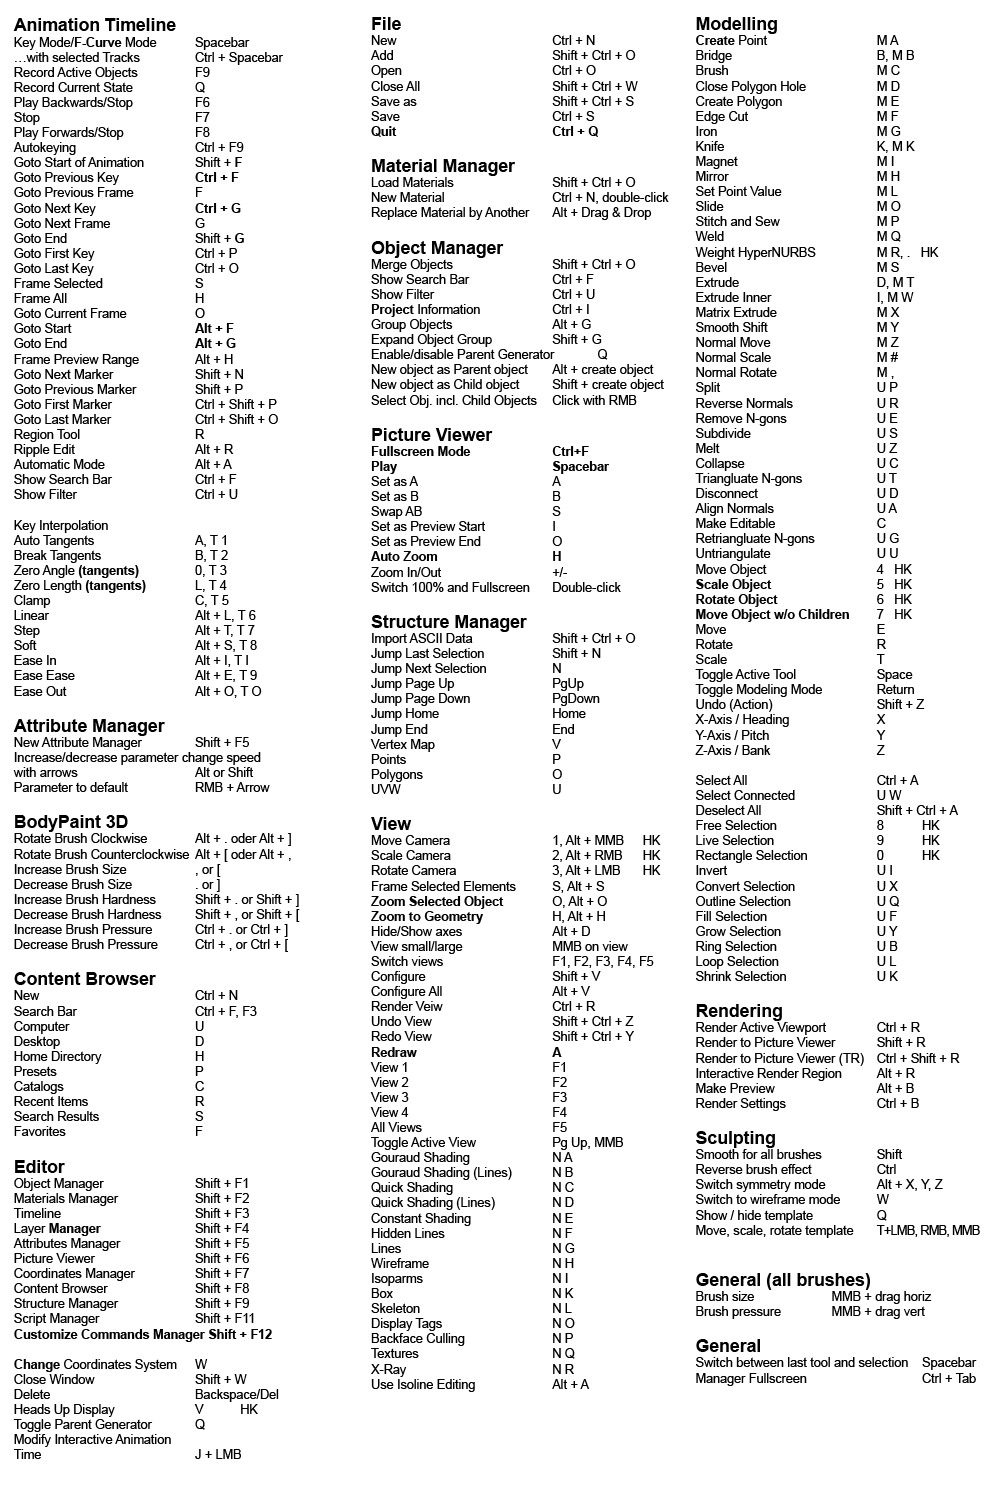 Animation Timeline
Key Mode/F-Curve Mode Spacebar
…with selected Tracks Ctrl + Spacebar
Record Active Objects F9
Record Current State Q
Play Backwards/Stop F6
Stop F7
Play Forwards/Stop F8
Autokeying Ctrl + F9
Goto Start of Animation Shift + F
Goto Previous Key Ctrl + F
Goto Previous Frame F
Goto Next Key Ctrl + G
Goto Next Frame G
Goto End Shift + G
Goto First Key Ctrl + P
Goto Last Key Ctrl + O
Frame Selected S
Frame All H
Goto Current Frame O
Goto Start Alt + F
Goto End Alt + G
Frame Preview Range Alt + H
Goto Next Marker Shift + N
Goto Previous Marker Shift + P
Goto First Marker Ctrl + Shift + P
Goto Last Marker Ctrl + Shift + O
Region Tool R
Ripple Edit Alt + R
Automatic Mode Alt + A
Show Search Bar Ctrl + F
Show Filter Ctrl + U
Key Interpolation
Auto Tangents A, T 1
Break Tangents B, T 2
Zero Angle (tangents) 0, T 3
Zero Length (tangents) L, T 4
Clamp C, T 5
Linear Alt + L, T 6
Step Alt + T, T 7
Soft Alt + S, T 8
Ease In Alt + I, T I
Ease Ease Alt + E, T 9
Ease Out Alt + O, T O
Attribute Manager
New Attribute Manager Shift + F5
Increase/decrease parameter change speed
with arrows Alt or Shift
Parameter to default RMB + Arrow
BodyPaint 3D
Rotate Brush Clockwise Alt + . oder Alt + ]
Rotate Brush Counterclockwise Alt + [ oder Alt + ,
Increase Brush Size , or [
Decrease Brush Size . or ]
Increase Brush Hardness Shift + . or Shift + ]
Decrease Brush Hardness Shift + , or Shift + [
Increase Brush Pressure Ctrl + . or Ctrl + ]
Decrease Brush Pressure Ctrl + , or Ctrl + [
Content Browser
New Ctrl + N
Search Bar Ctrl + F, F3
Computer U
Desktop D
Home Directory H
Presets P
Catalogs C
Recent Items R
Search Results S
Favorites F
Editor
Object Manager Shift + F1
Materials Manager Shift + F2
Timeline Shift + F3
Layer Manager Shift + F4
Attributes Manager Shift + F5
Picture Viewer Shift + F6
Coordinates Manager Shift + F7
Content Browser Shift + F8
Structure Manager Shift + F9
Script Manager Shift + F11
Customize Commands Manager Shift + F12
Change Coordinates System W
Close Window Shift + W
Delete Backspace/Del
Heads Up Display V HK
Toggle Parent Generator Q
Modify Interactive Animation
Time J + LMB
File
New Ctrl + N
Add Shift + Ctrl + O
Open Ctrl + O
Close All Shift + Ctrl + W
Save as Shift + Ctrl + S
Save Ctrl + S
Quit Ctrl + Q
Material Manager
Load Materials Shift + Ctrl + O
New Material Ctrl + N, double-click
Replace Material by Another Alt + Drag & Drop
Object Manager
Merge Objects Shift + Ctrl + O
Show Search Bar Ctrl + F
Show Filter Ctrl + U
Project Information Ctrl + I
Group Objects Alt + G
Expand Object Group Shift + G
Enable/disable Parent Generator Q
New object as Parent object Alt + create object
New object as Child object Shift + create object
Select Obj. incl. Child Objects Click with RMB
Picture Viewer
Fullscreen Mode Ctrl+F
Play Spacebar
Set as A A
Set as B B
Swap AB S
Set as Preview Start I
Set as Preview End O
Auto Zoom H
Zoom In/Out +/-
Switch 100% and Fullscreen Double-click
Structure Manager
Import ASCII Data Shift + Ctrl + O
Jump Last Selection Shift + N
Jump Next Selection N
Jump Page Up PgUp
Jump Page Down PgDown
Jump Home Home
Jump End End
Vertex Map V
Points P
Polygons O
UVW U
View
Move Camera 1, Alt + MMB HK
Scale Camera 2, Alt + RMB HK
Rotate Camera 3, Alt + LMB HK
Frame Selected Elements S, Alt + S
Zoom Selected Object O, Alt + O
Zoom to Geometry H, Alt + H
Hide/Show axes Alt + D
View small/large MMB on view
Switch views F1, F2, F3, F4, F5
Configure Shift + V
Configure All Alt + V
Render Veiw Ctrl + R
Undo View Shift + Ctrl + Z
Redo View Shift + Ctrl + Y
Redraw A
View 1 F1
View 2 F2
View 3 F3
View 4 F4
All Views F5
Toggle Active View Pg Up, MMB
Gouraud Shading N A
Gouraud Shading (Lines) N B
Quick Shading N C
Quick Shading (Lines) N D
Constant Shading N E
Hidden Lines N F
Lines N G
Wireframe N H
Isoparms N I
Box N K
Skeleton N L
Display Tags N O
Backface Culling N P
Textures N Q
X-Ray N R
Use Isoline Editing Alt + A
Modelling
Create Point M A
Bridge B, M B
Brush M C
Close Polygon Hole M D
Create Polygon M E
Edge Cut M F
Iron M G
Knife K, M K
Magnet M I
Mirror M H
Set Point Value M L
Slide M O
Stitch and Sew M P
Weld M Q
Weight HyperNURBS M R, . HK
Bevel M S
Extrude D, M T
Extrude Inner I, M W
Matrix Extrude M X
Smooth Shift M Y
Normal Move M Z
Normal Scale M #
Normal Rotate M ,
Split U P
Reverse Normals U R
Remove N-gons U E
Subdivide U S
Melt U Z
Collapse U C
Triangluate N-gons U T
Disconnect U D
Align Normals U A
Make Editable C
Retriangluate N-gons U G
Untriangulate U U
Move Object 4 HK
Scale Object 5 HK
Rotate Object 6 HK
Move Object w/o Children 7 HK
Move E
Rotate R
Scale T
Toggle Active Tool Space
Toggle Modeling Mode Return
Undo (Action) Shift + Z
X-Axis / Heading X
Y-Axis / Pitch Y
Z-Axis / Bank Z
Select All Ctrl + A
Select Connected U W
Deselect All Shift + Ctrl + A
Free Selection 8 HK
Live Selection 9 HK
Rectangle Selection 0 HK
Invert U I
Convert Selection U X
Outline Selection U Q
Fill Selection U F
Grow Selection U Y
Ring Selection U B
Loop Selection U L
Shrink Selection U K
Rendering
Render Active Viewport Ctrl + R
Render to Picture Viewer Shift + R
Render to Picture Viewer (TR) Ctrl + Shift + R
Interactive Render Region Alt + R
Make Preview Alt + B
Render Settings Ctrl + B
Sculpting
Smooth for all brushes Shift
Reverse brush effect Ctrl
Switch symmetry mode Alt + X, Y, Z
Switch to wireframe mode W
Show / hide template Q
Move, scale, rotate template T+LMB, RMB, MMB
General (all brushes)
Brush size MMB + drag horiz
Brush pressure MMB + drag vert
General
Switch between last tool and selection Spacebar
Manager Fullscreen Ctrl + Tab